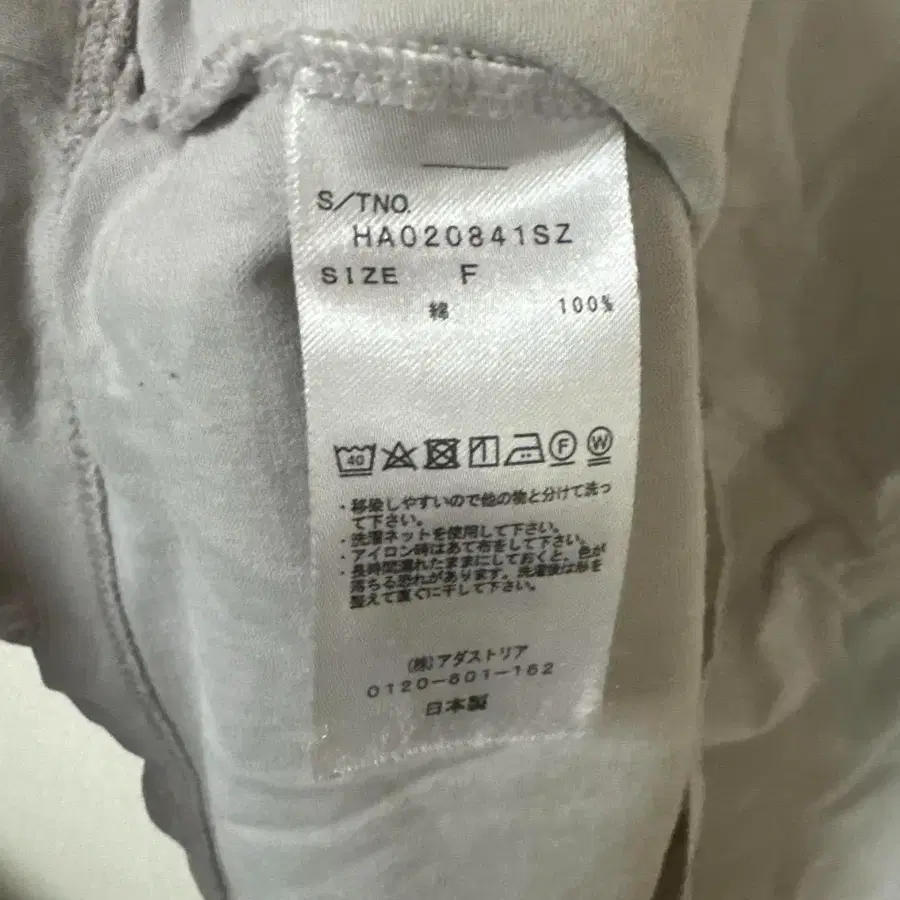 S/TNO.
HA020841SZ
SIZE F
綿 100%
40
F W
・移染しやすいので他の物と分けて洗っ
て下さい。
・洗濯ネットを使用して下さい。
・アイロン時はあて布をして下さい。
・長時間濡れたままにしておくと、色が
落ちる恐れがあります。洗濯後は形を
整えて直ぐに干して下さい。
(株)アダストリア
0120-601-162
日本製